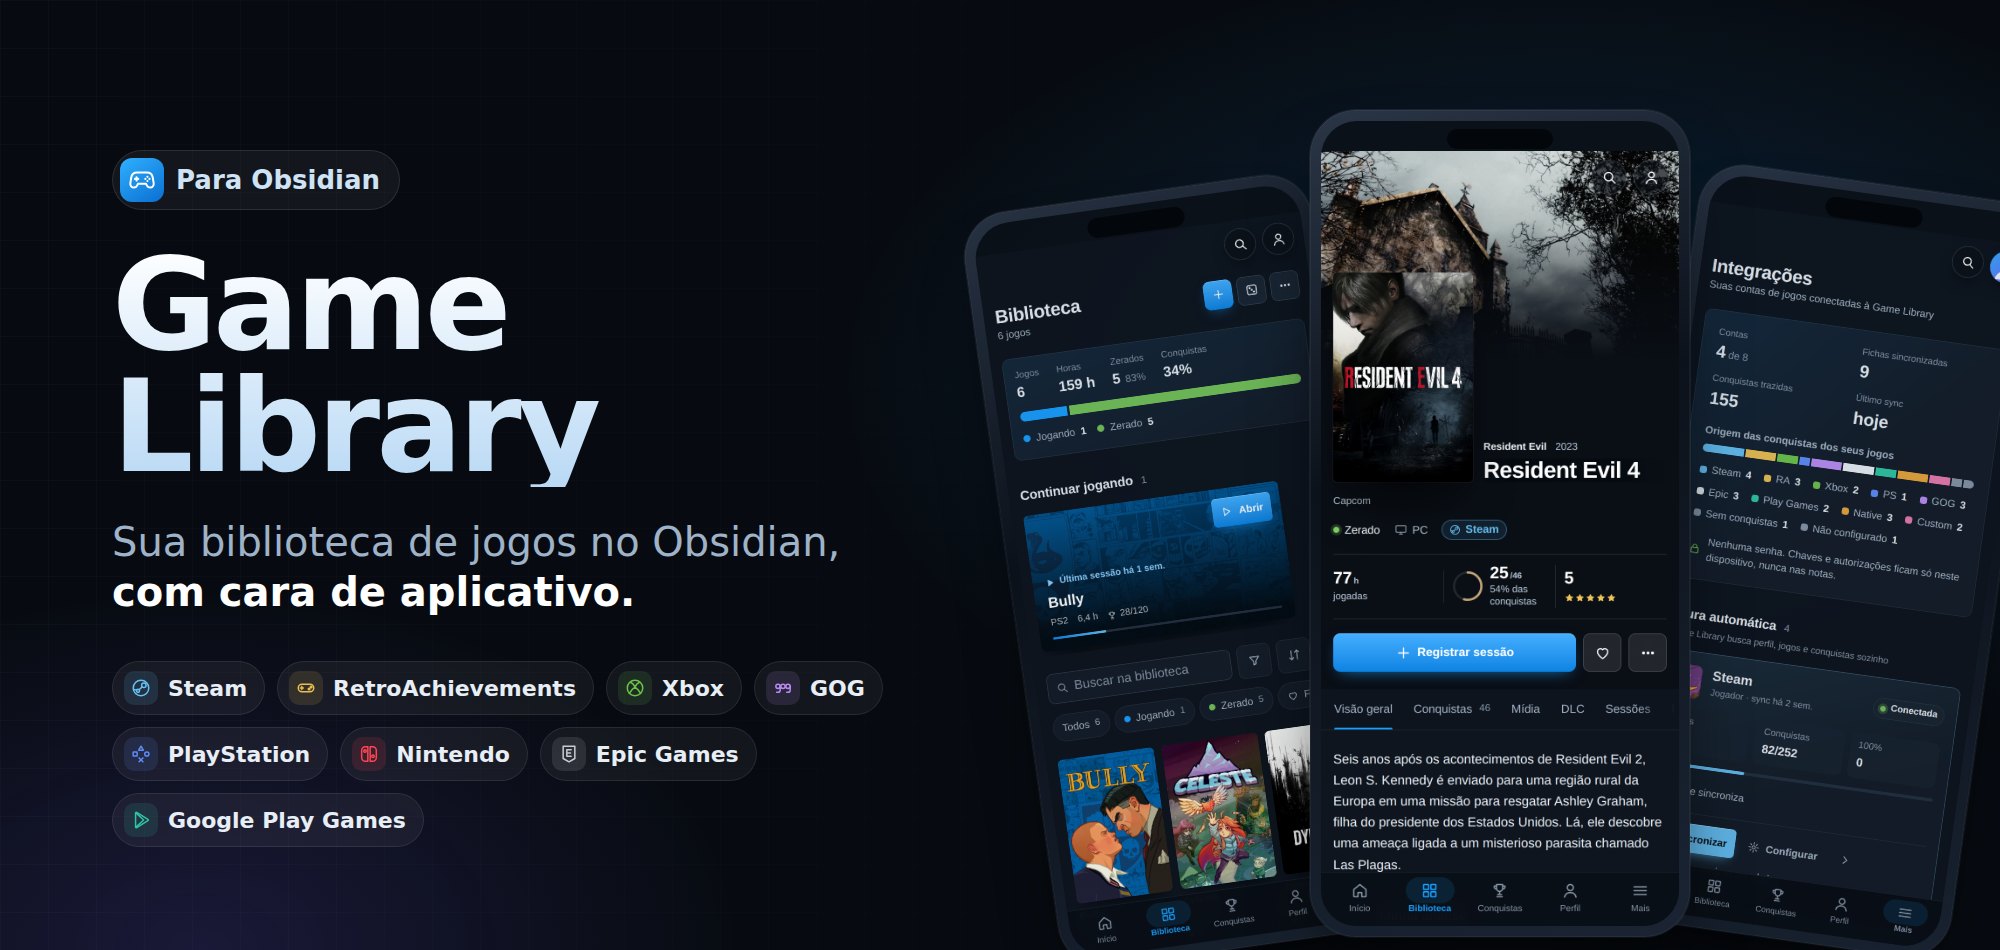 Para Obsidian
Game
Library
Sua biblioteca de jogos no Obsidian,
com cara de aplicativo.
Steam
RetroAchievements
Xbox
GOG
PlayStation
Nintendo
Epic Games
Google Play Games
Biblioteca
6 jogos
Jogos
6
Horas
159 h
Zerados
5 83%
Conquistas
34%
Jogando 1
Zerado 5
Continuar jogando 1
Abrir
Última sessão há 1 sem.
Bully
PS2 6,4 h 28/120
Buscar na biblioteca
Todos 6
Jogando 1
Zerado 5
BULLY
CELESTE
Início
Biblioteca
Conquistas
Perfil
RESIDENT EVIL 4
Resident Evil 2023
Resident Evil 4
Capcom
Zerado
PC
Steam
77 h
jogadas
25 /46
54% das
conquistas
5
Registrar sessão
Visão geral
Conquistas 46
Mídia
DLC
Sessões
Seis anos após os acontecimentos de Resident Evil 2,
Leon S. Kennedy é enviado para uma região rural da
Europa em uma missão para resgatar Ashley Graham,
filha do presidente dos Estados Unidos. Lá, ele descobre
uma ameaça ligada a um misterioso parasita chamado
Las Plagas.
Início
Biblioteca
Conquistas
Perfil
Mais
Integrações
Suas contas de jogos conectadas à Game Library
Contas
4 de 8
Fichas sincronizadas
9
Conquistas trazidas
155
Último sync
hoje
Origem das conquistas dos seus jogos
Steam 4
RA 3
Xbox 2
PS 1
GOG 3
Epic 3
Play Games 2
Native 3
Custom 2
Sem conquistas 1
Não configurado 1
Nenhuma senha. Chaves e autorizações ficam só neste
dispositivo, nunca nas notas.
ura automática 4
e Library busca perfil, jogos e conquistas sozinho
Steam
Jogador · sync há 2 sem.
Conectada
Conquistas
82/252
100%
0
e sincroniza
cronizar
Configurar
Biblioteca
Conquistas
Perfil
Mais